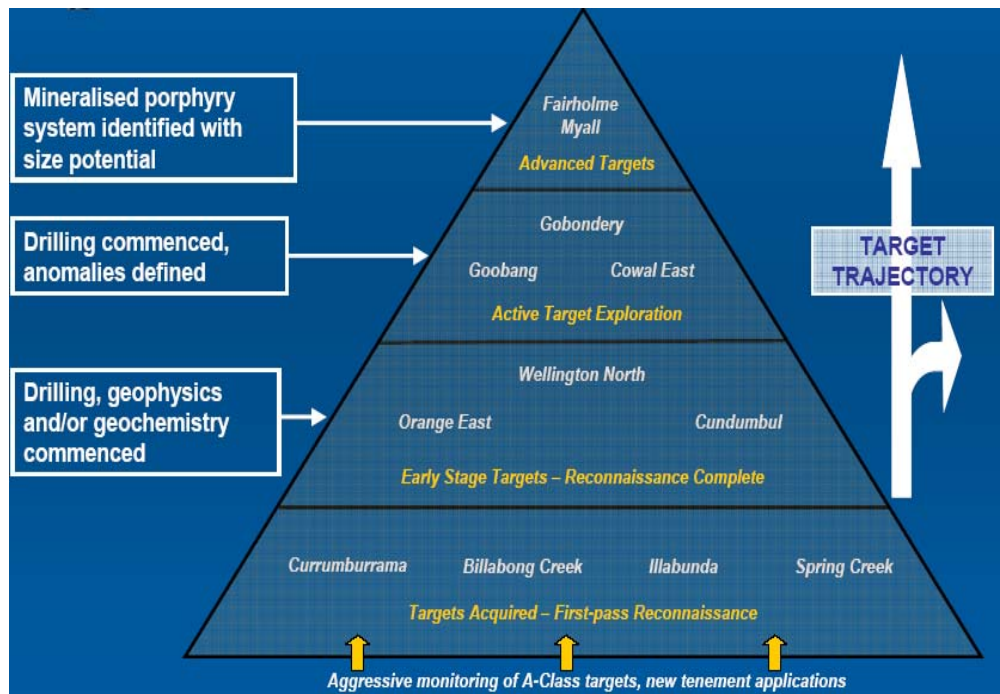 Mineralised porphyry
system identified with
size potential
Fairholme
Myall
Advanced Targets
Drilling commenced,
anomalies defined
Gobondery
Goobang Cowal East
Active Target Exploration
TARGET
TRAJECTORY
Drilling, geophysics
and/or geochemistry
commenced
Wellington North
Orange East Cundumbul
Early Stage Targets – Reconnaissance Complete
Currumburrama Billabong Creek Illabunda Spring Creek
Targets Acquired – First-pass Reconnaissance
Aggressive monitoring of A-Class targets, new tenement applications